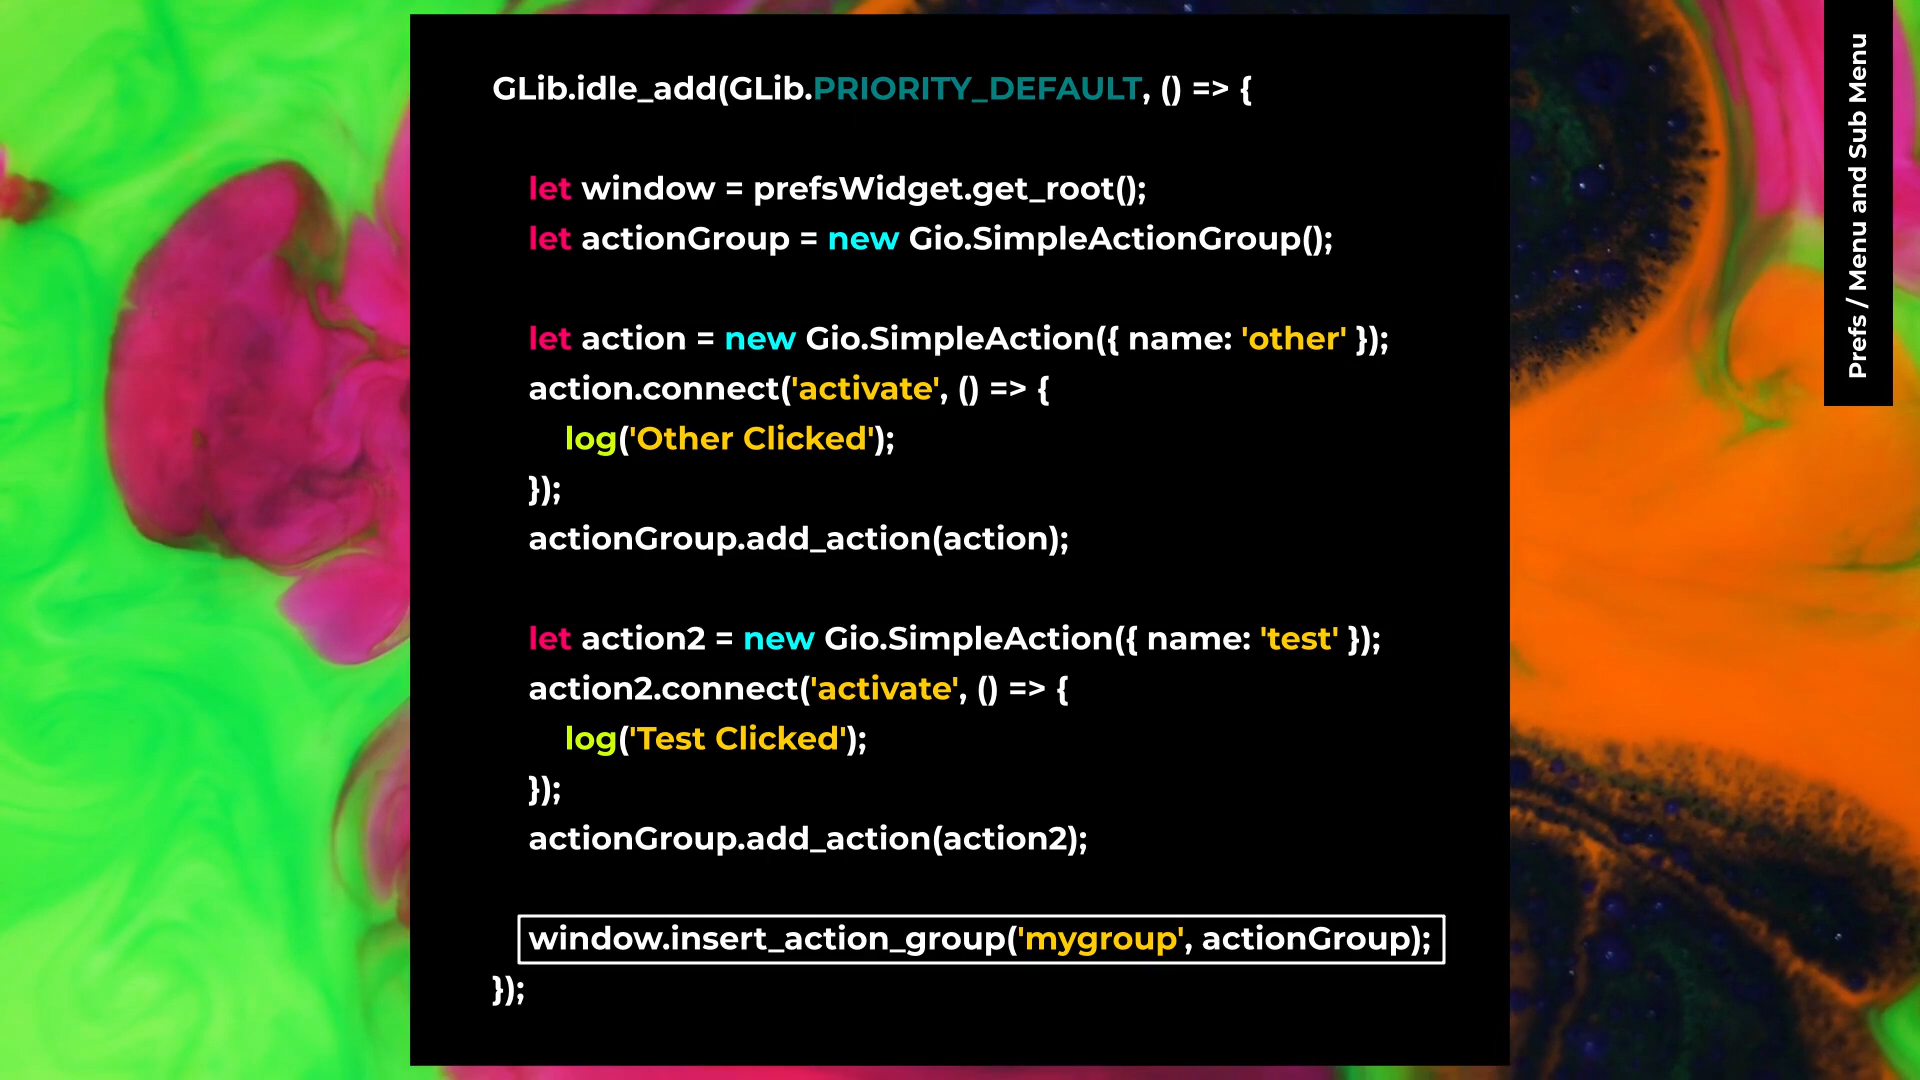 GLib.idle_add(GLib.PRIORITY_DEFAULT, () => {
let window = prefsWidget.get_root();
let actionGroup = new Gio.SimpleActionGroup();
let action = new Gio.SimpleAction({ name: 'other' });
action.connect('activate', () => {
log('Other Clicked');
});
actionGroup.add_action(action);
let action2 = new Gio.SimpleAction({ name: 'test' });
action2.connect('activate', () => {
log('Test Clicked');
});
actionGroup.add_action(action2);
window.insert_action_group('mygroup', actionGroup);
});
Prefs / Menu and Sub Menu